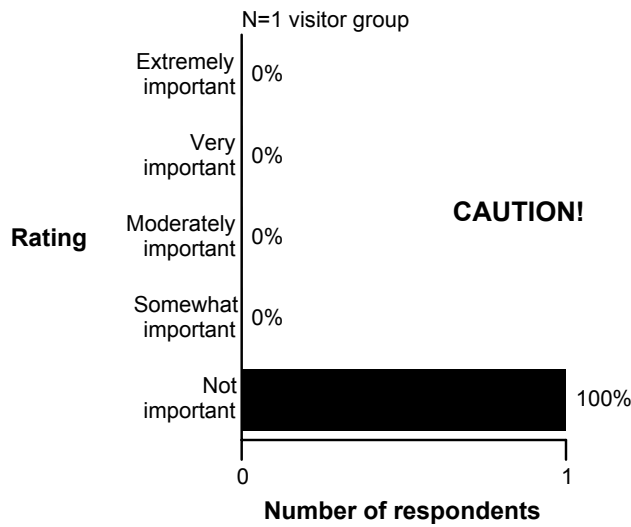 N=1 visitor group
Extremely
important
0%
Very
important
0%
CAUTION!
Rating
Moderately
important
0%
Somewhat
important
0%
Not
important
100%
0
1
Number of respondents